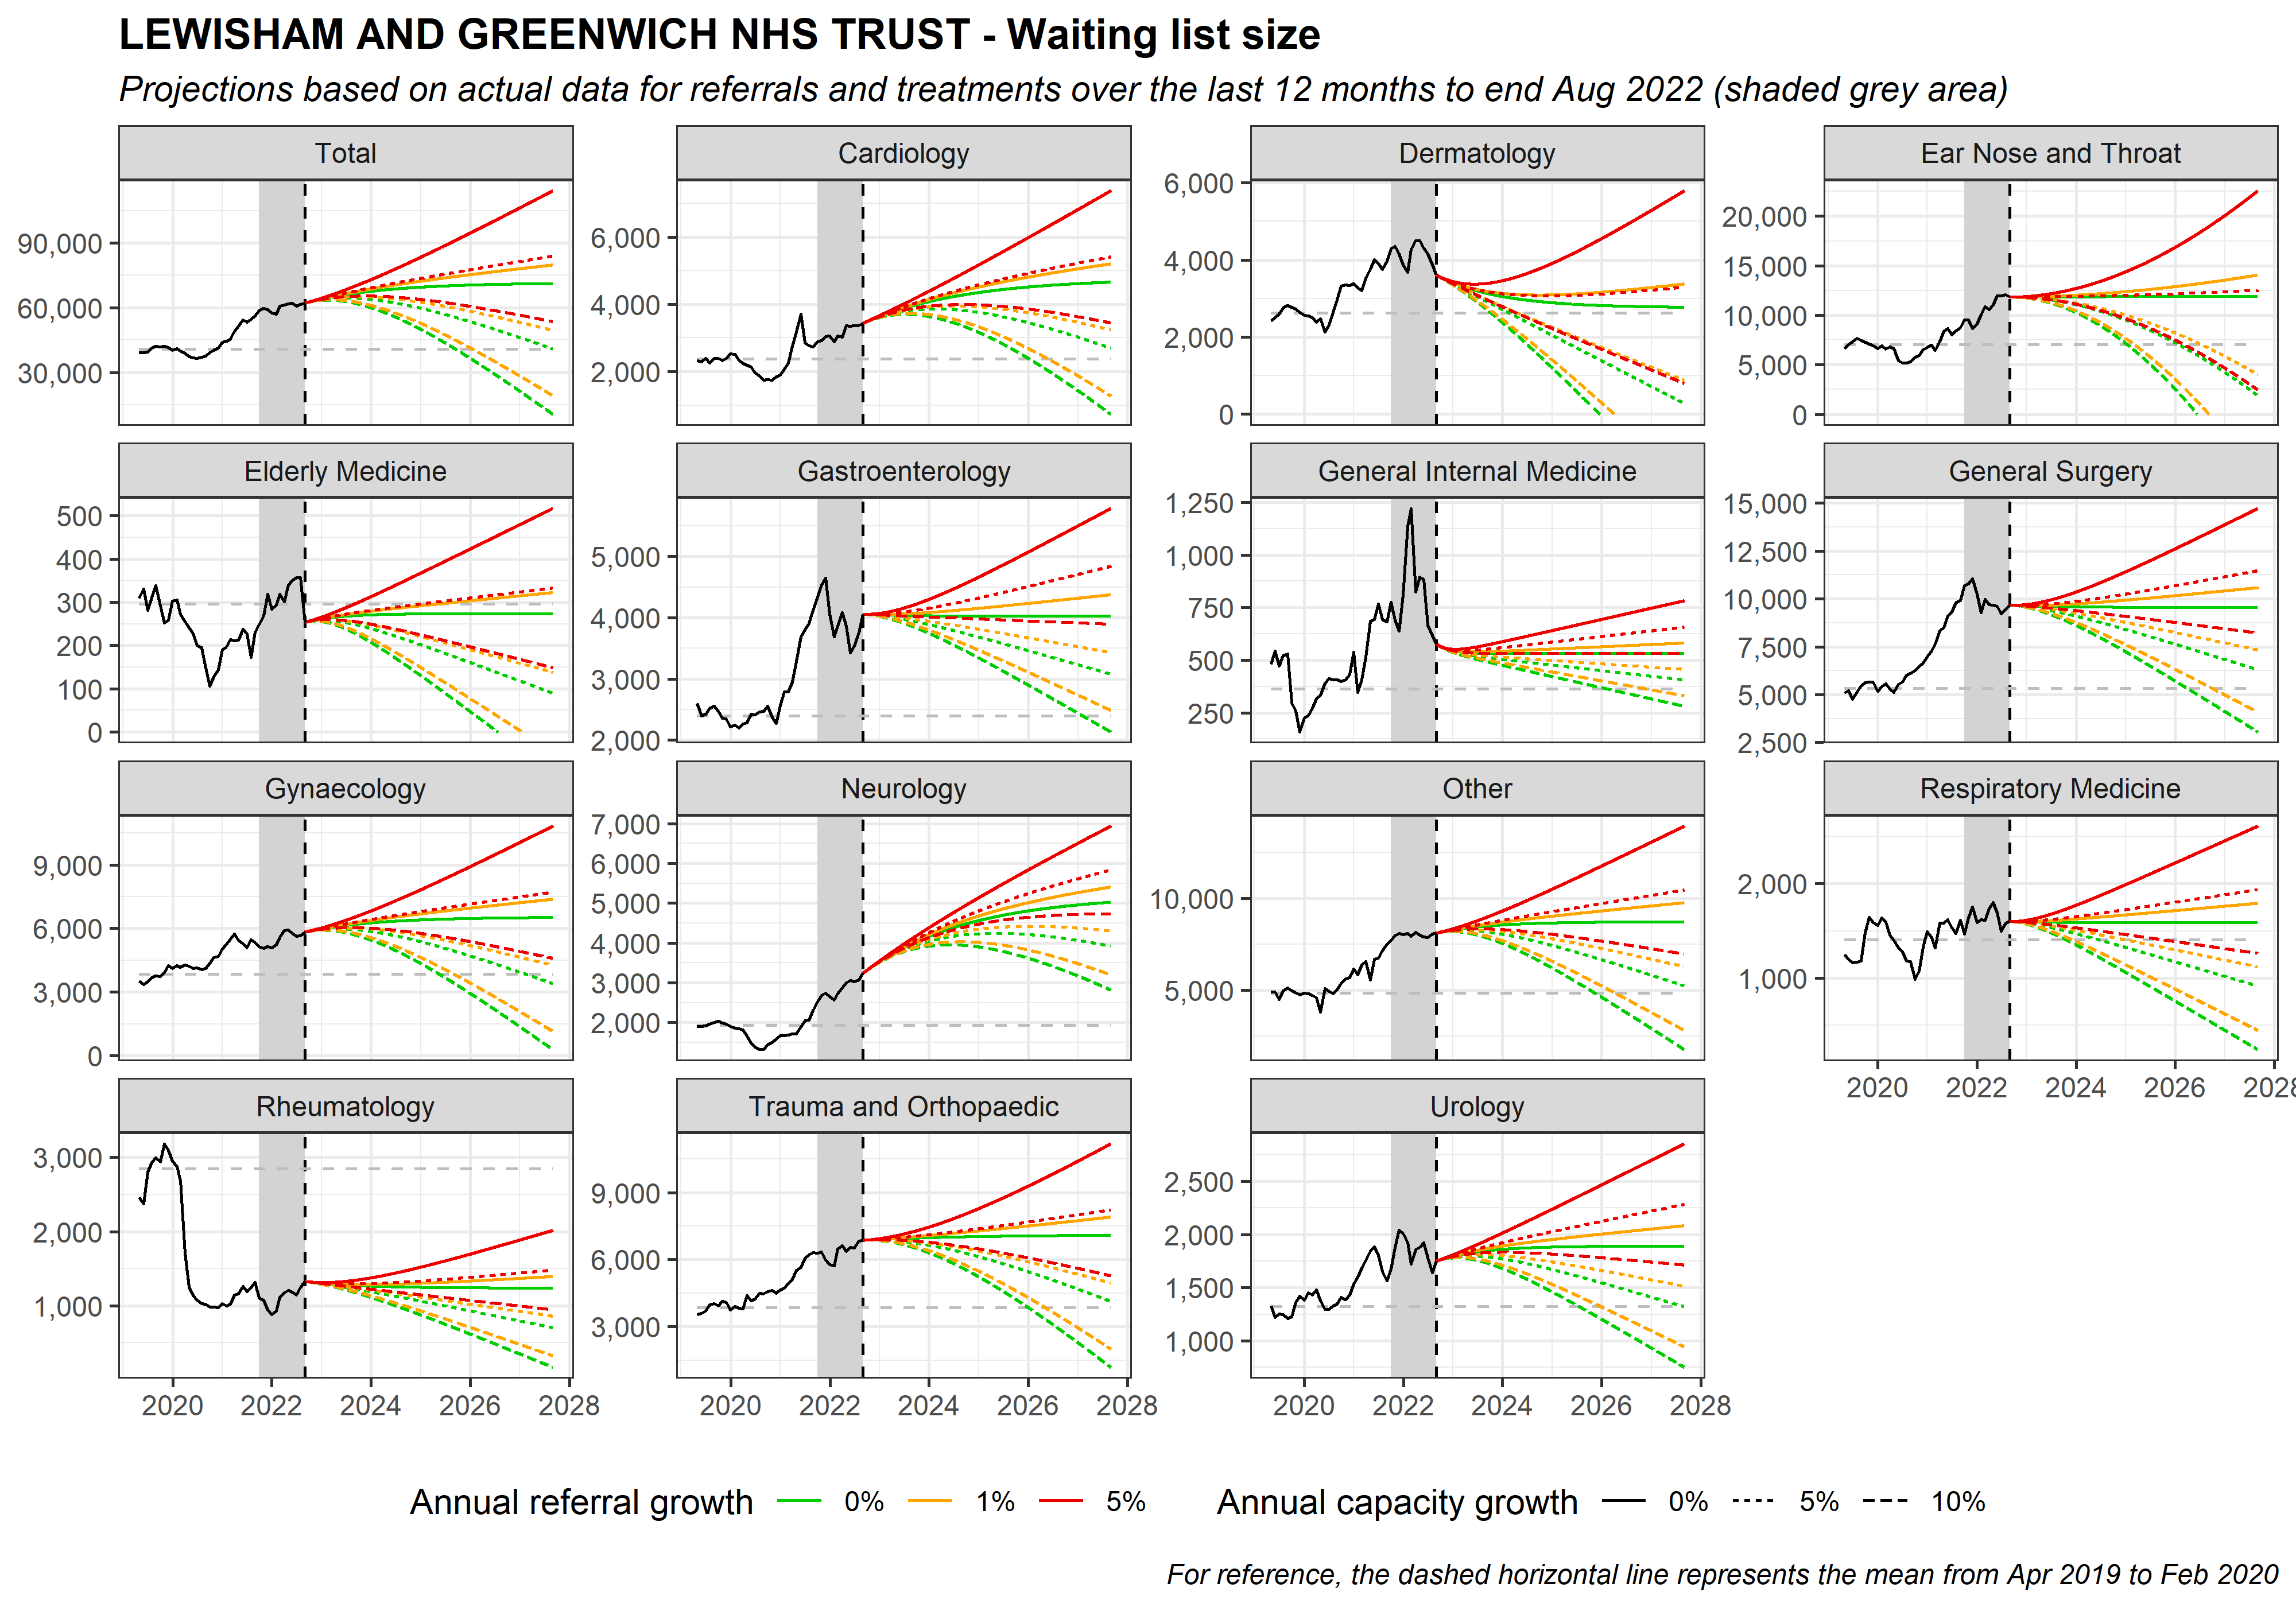 LEWISHAM AND GREENWICH NHS TRUST - Waiting list size
Projections based on actual data for referrals and treatments over the last 12 months to end Aug 2022 (shaded grey area)
Total
90,000
60,000
30,000
Cardiology
6,000
4,000
2,000
Dermatology
6,000
4,000
2,000
0
Ear Nose and Throat
20,000
15,000
10,000
5,000
0
Elderly Medicine
500
400
300
200
100
0
Gastroenterology
5,000
4,000
3,000
2,000
General Internal Medicine
1,250
1,000
750
500
250
General Surgery
15,000
12,500
10,000
7,500
5,000
2,500
Gynaecology
9,000
6,000
3,000
0
Neurology
7,000
6,000
5,000
4,000
3,000
2,000
Other
10,000
5,000
Respiratory Medicine
2,000
1,000
2020 2022 2024 2026 2028
Rheumatology
3,000
2,000
1,000
2020 2022 2024 2026 2028
Trauma and Orthopaedic
9,000
6,000
3,000
2020 2022 2024 2026 2028
Urology
2,500
2,000
1,500
1,000
2020 2022 2024 2026 2028
Annual referral growth 0% 1% 5%
Annual capacity growth 0% 5% 10%
For reference, the dashed horizontal line represents the mean from Apr 2019 to Feb 2020